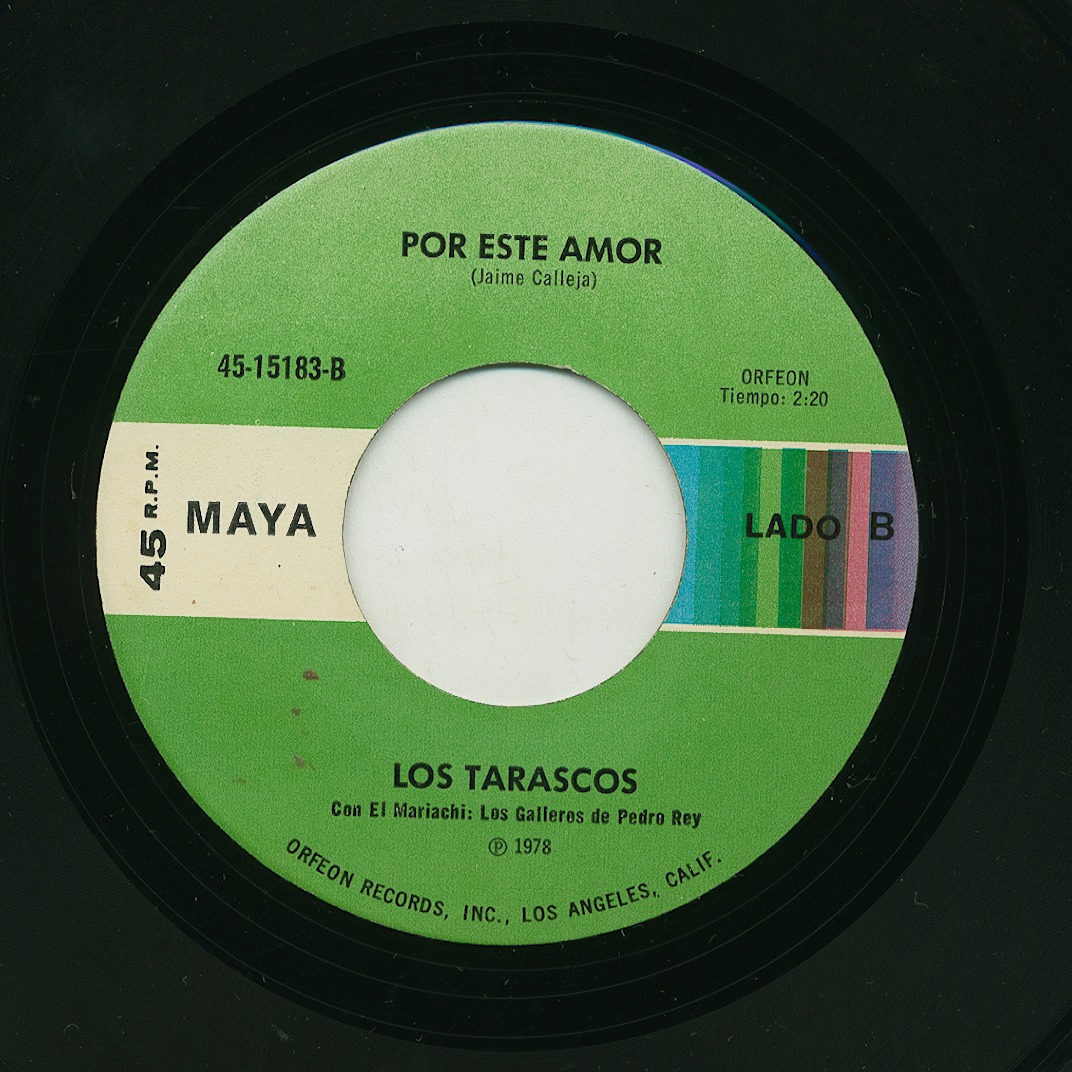 POR ESTE AMOR
(Jaime Calleja)
45-15183-B
ORFEON
Tiempo: 2:20
45 R.P.M.
MAYA
LADO B
LOS TARASCOS
Con El Mariachi: Los Galleros de Pedro Rey
℗ 1978
ORFEON RECORDS, INC., LOS ANGELES, CALIF.